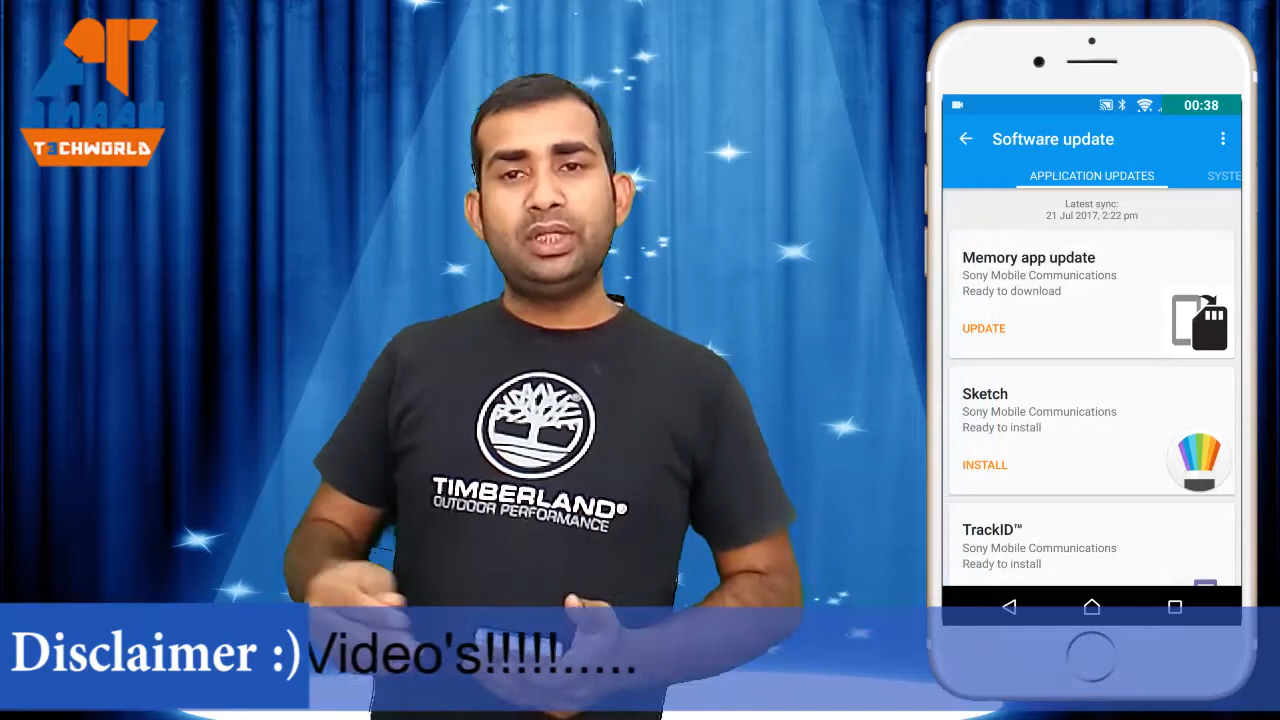 AT
T3CHWORLD
TIMBERLAND®
OUTDOOR PERFORMANCE
00:38
Software update
APPLICATION UPDATES SYSTE
Latest sync:
21 Jul 2017, 2:22 pm
Memory app update
Sony Mobile Communications
Ready to download
UPDATE
Sketch
Sony Mobile Communications
Ready to install
INSTALL
TrackID™
Sony Mobile Communications
Ready to install
Disclaimer :) Video's!!!!!.....